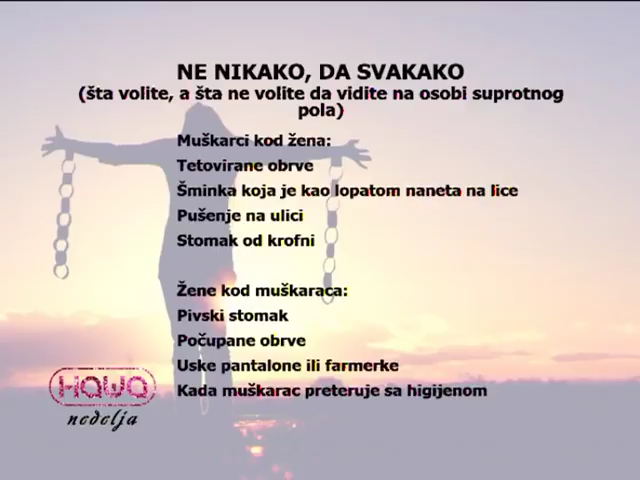 NE NIKAKO, DA SVAKAKO
(šta volite, a šta ne volite da vidite na osobi suprotnog
pola)
Muškarci kod žena:
Tetovirane obrve
Šminka koja je kao lopatom naneta na lice
Pušenje na ulici
Stomak od krofni
Žene kod muškaraca:
Pivski stomak
Počupane obrve
Uske pantalone ili farmerke
Kada muškarac preteruje sa higijenom
наша
nedelja